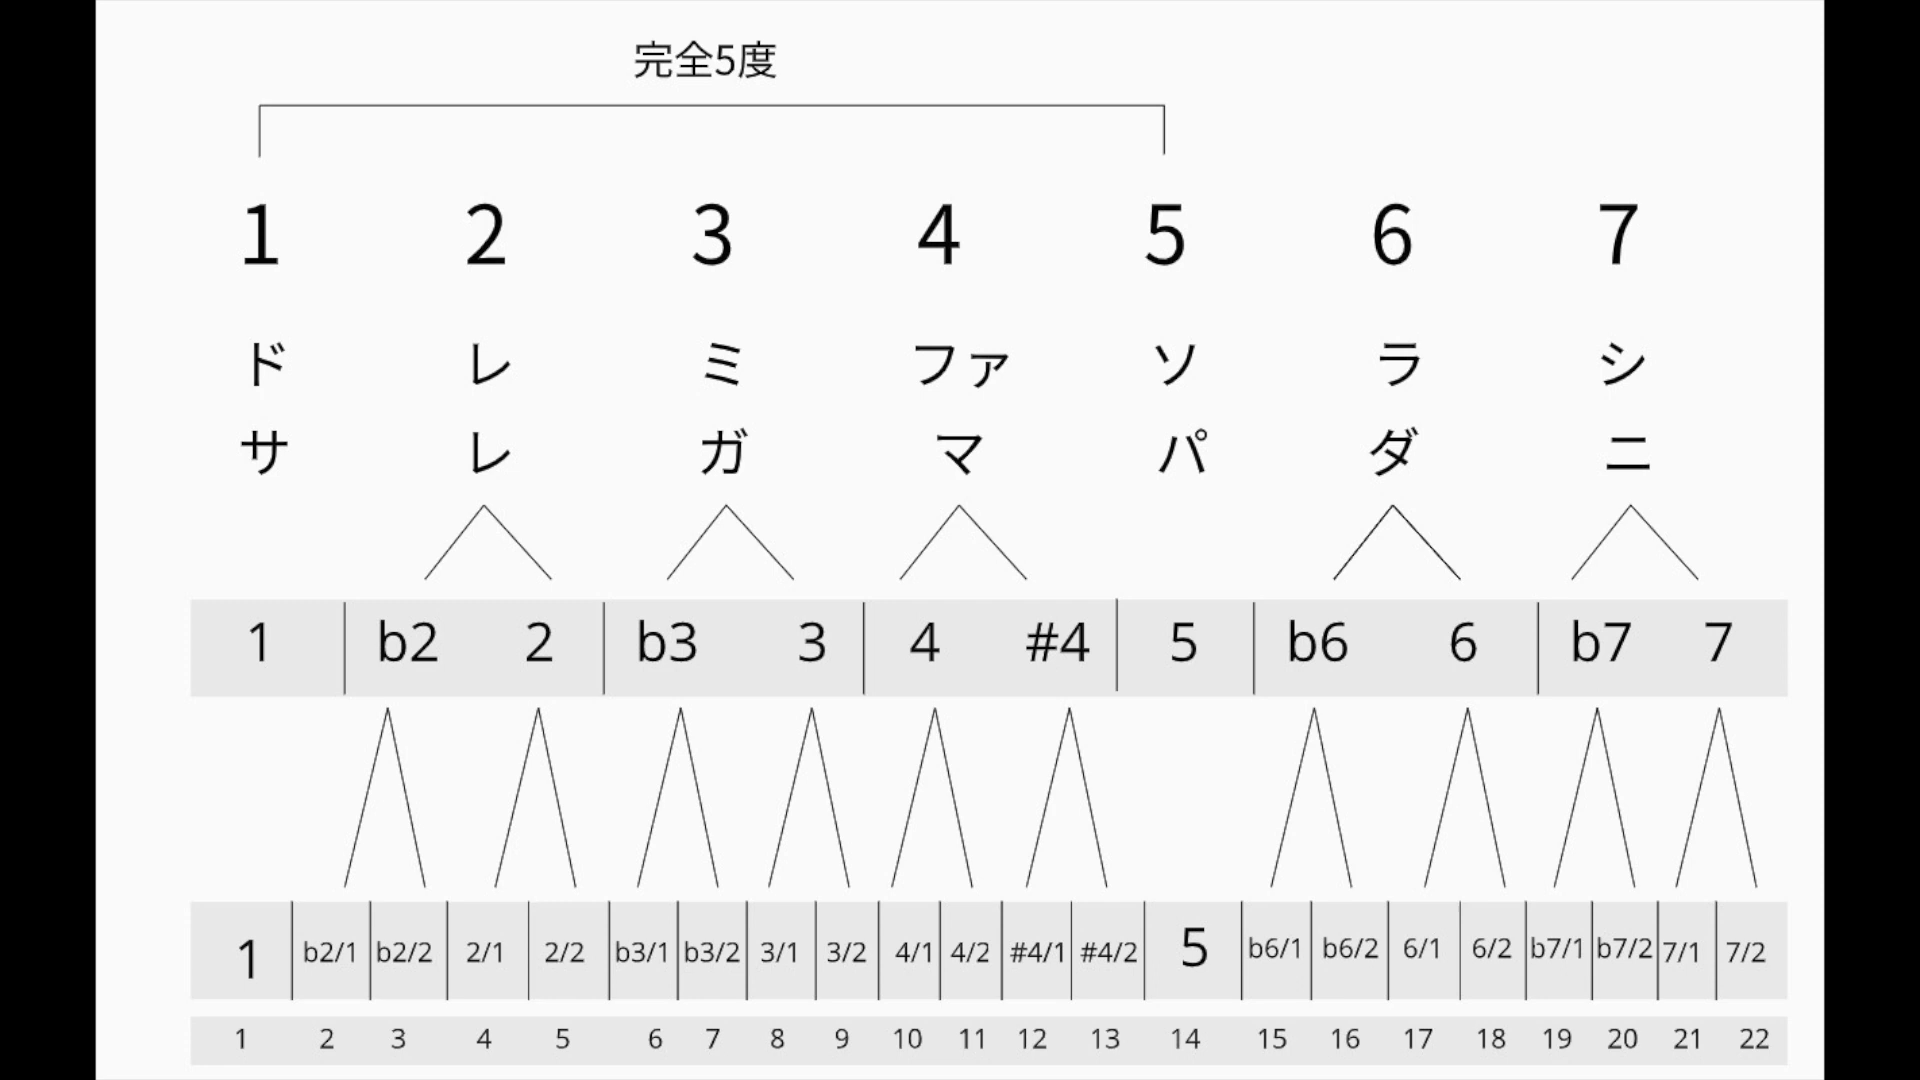 完全5度
1 2 3 4 5 6 7
ド レ ミ ファ ソ ラ シ
サ レ ガ マ パ ダ ニ
1 b2 2 b3 3 4 #4 5 b6 6 b7 7
1 b2/1 b2/2 2/1 2/2 b3/1 b3/2 3/1 3/2 4/1 4/2 #4/1 #4/2 5 b6/1 b6/2 6/1 6/2 b7/1 b7/2 7/1 7/2
1 2 3 4 5 6 7 8 9 10 11 12 13 14 15 16 17 18 19 20 21 22